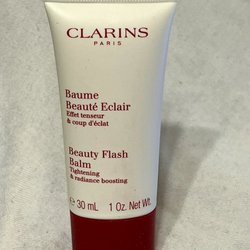 CLARINS
PARIS
Baume
Beauté Eclair
Effet tenseur
& coup d'éclat
Beauty Flash
Balm
Tightening
& radiance boosting
e 30 mL 1 Oz. Net Wt.